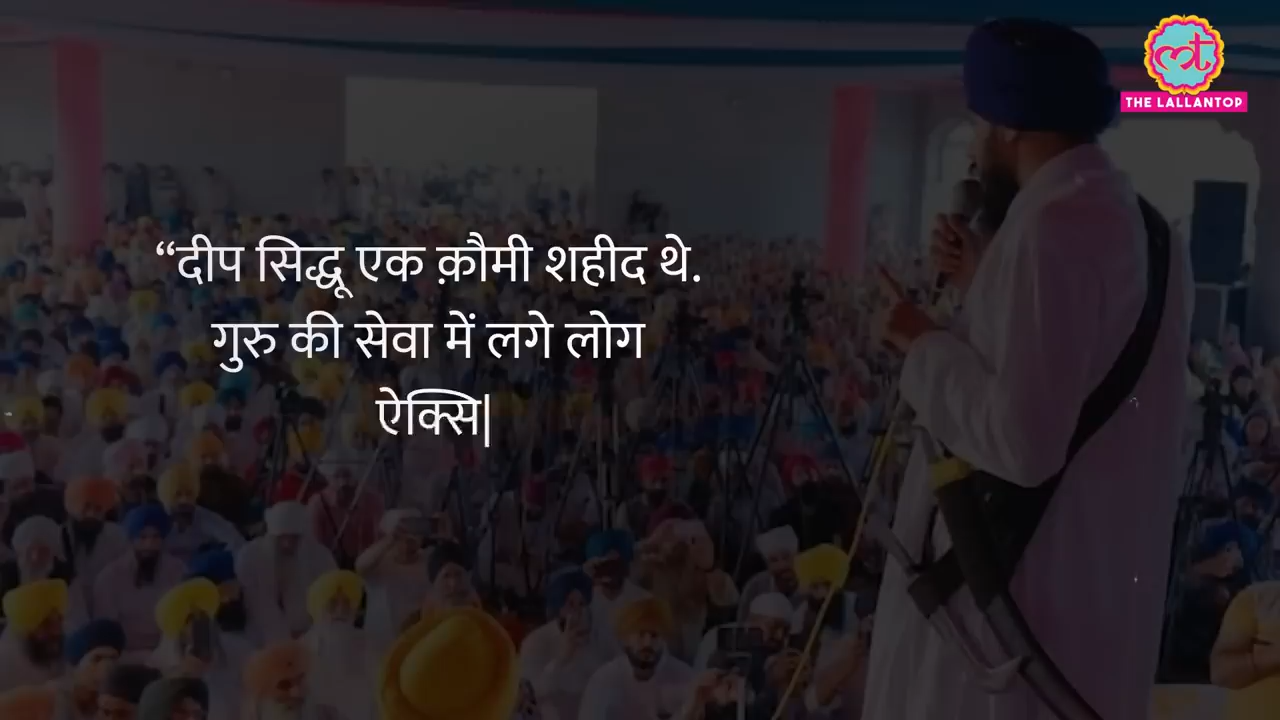 THE LALLANTOP
“दीप सिद्धू एक क़ौमी शहीद थे.
गुरु की सेवा में लगे लोग
ऐक्सि|